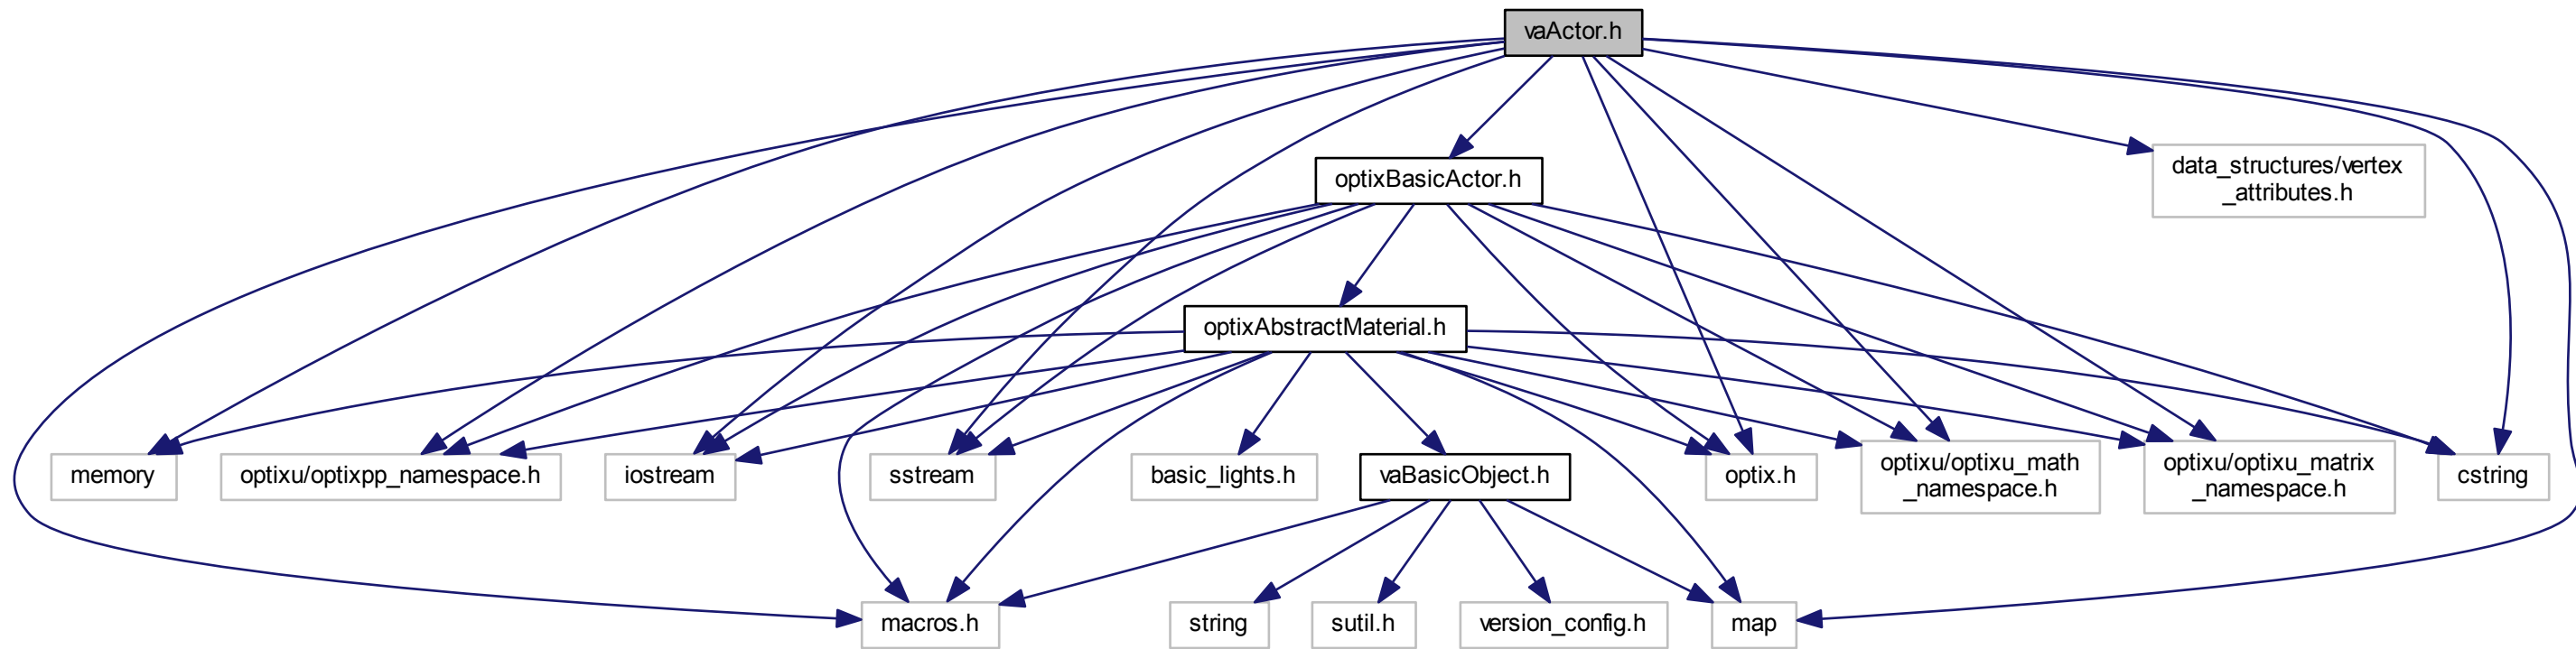 vaActor.h
optixBasicActor.h
data_structures/vertex
_attributes.h
optixAbstractMaterial.h
memory
optixu/optixpp_namespace.h
iostream
sstream
basic_lights.h
vaBasicObject.h
optix.h
optixu/optixu_math
_namespace.h
optixu/optixu_matrix
_namespace.h
cstring
macros.h
string
sutil.h
version_config.h
map